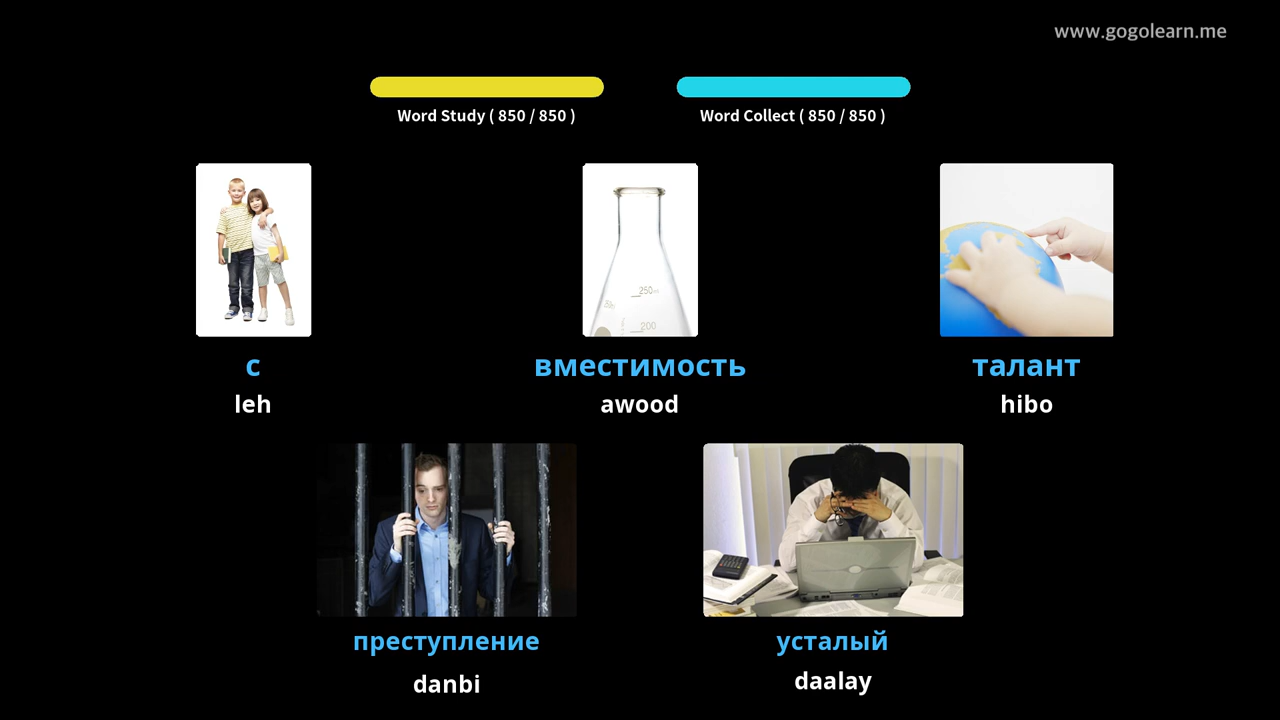 www.gogolearn.me
Word Study ( 850 / 850 )
Word Collect ( 850 / 850 )
с
вместимость
талант
leh
awood
hibo
преступление
усталый
danbi
daalay